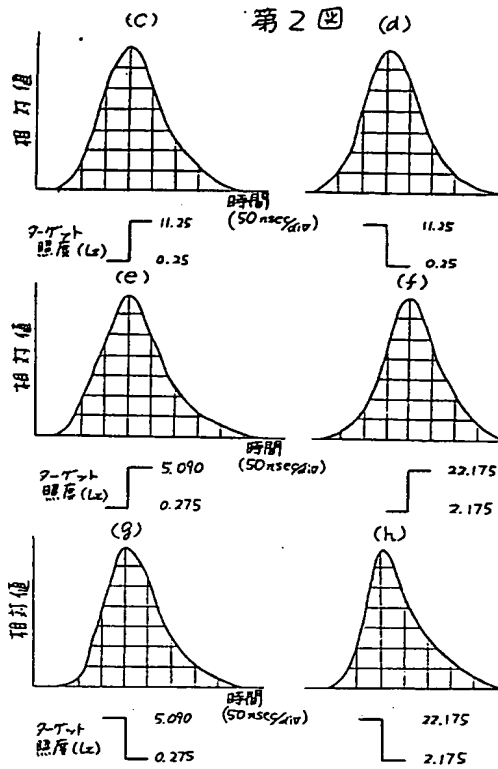 第2図
(c)
(d)
相対値
時間
(50nsec/div)
ターゲット
照度(Lx)
11.25
0.25
11.25
0.25
(e)
(f)
相対値
時間
(50nsec/div)
ターゲット
照度(Lx)
5.090
0.275
22.175
2.175
(g)
(h)
相対値
時間
(50nsec/div)
ターゲット
照度(Lx)
5.090
0.275
22.175
2.175